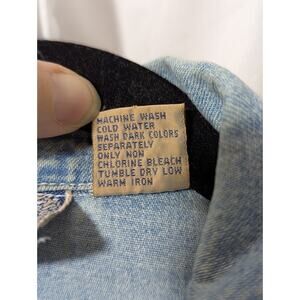 MACHINE WASH
COLD WATER
WASH DARK COLORS
SEPARATELY
ONLY NON
CHLORINE BLEACH
TUMBLE DRY LOW
WARM IRON